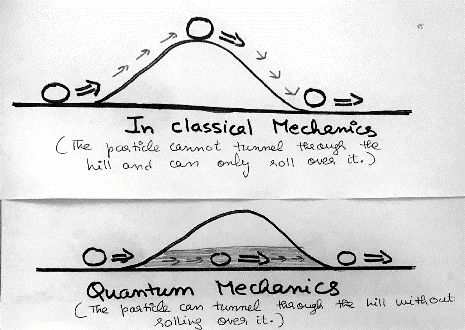 In classical Mechanics
(The particle cannot tunnel through the
hill and can only roll over it.)
Quantum Mechanics
(The particle can tunnel through the hill without
rolling over it.)